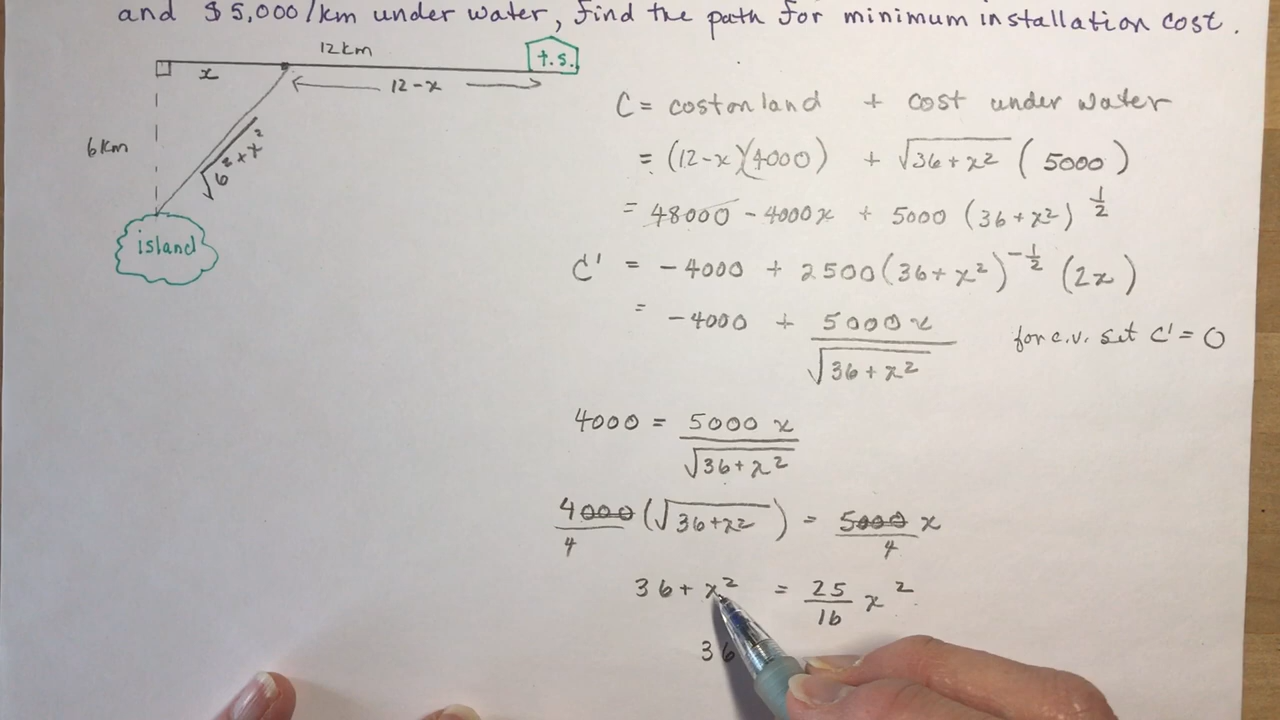 and $5,000/km under water, find the path for minimum installation cost.
12km
t.s.
x
12-x
6km
√6²+x²
island
C = cost on land + cost under water
= (12-x)(4000) + √36+x² (5000)
= 48000 - 4000x + 5000 (36+x²)^½
C' = -4000 + 2500(36+x²)^-½ (2x)
= -4000 + 5000x / √36+x²
for c.v. set C' = 0
4000 = 5000x / √36+x²
4000/4 (√36+x²) = 5000/4 x
36+x² = 25/16 x²
36